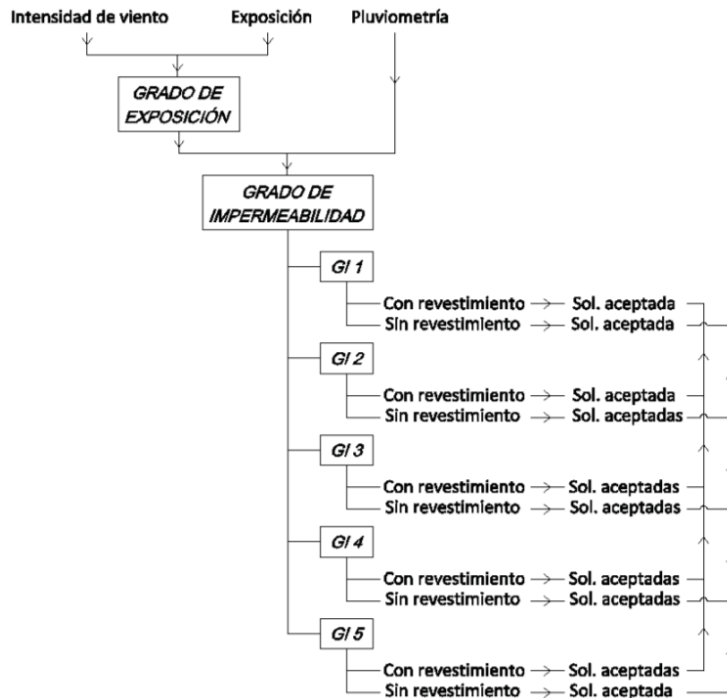 Intensidad de viento Exposición Pluviometría
GRADO DE
EXPOSICIÓN
GRADO DE
IMPERMEABILIDAD
GI 1
Con revestimiento Sol. aceptada
Sin revestimiento Sol. aceptada
GI 2
Con revestimiento Sol. aceptada
Sin revestimiento Sol. aceptadas
GI 3
Con revestimiento Sol. aceptadas
Sin revestimiento Sol. aceptadas
GI 4
Con revestimiento Sol. aceptadas
Sin revestimiento Sol. aceptadas
GI 5
Con revestimiento Sol. aceptadas
Sin revestimiento Sol. aceptada